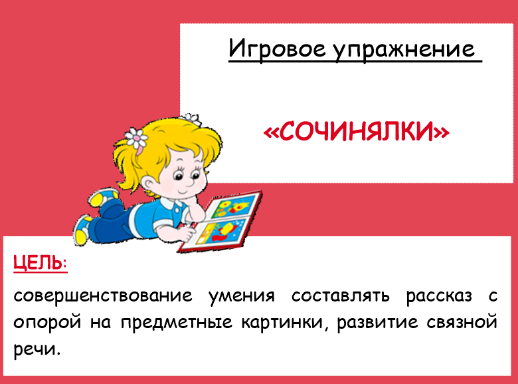 Игровое упражнение
«СОЧИНЯЛКИ»
ЦЕЛЬ:
совершенствование умения составлять рассказ с
опорой на предметные картинки, развитие связной
речи.